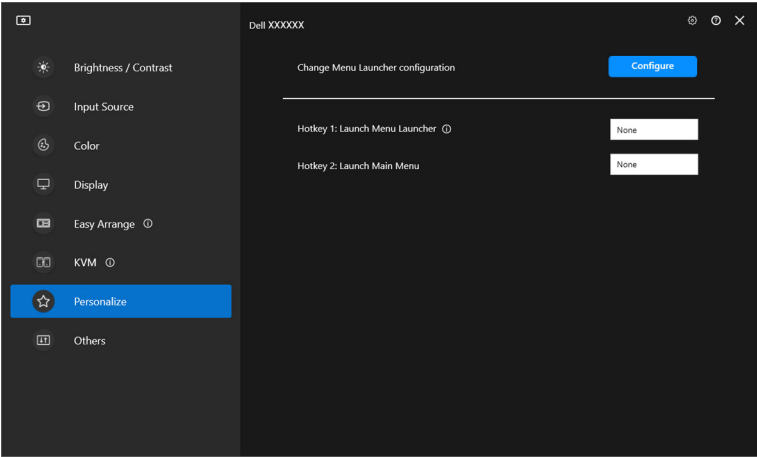 Dell XXXXXX
Brightness / Contrast
Input Source
Color
Display
Easy Arrange
KVM
Personalize
Others
Change Menu Launcher configuration
Configure
Hotkey 1: Launch Menu Launcher
None
Hotkey 2: Launch Main Menu
None